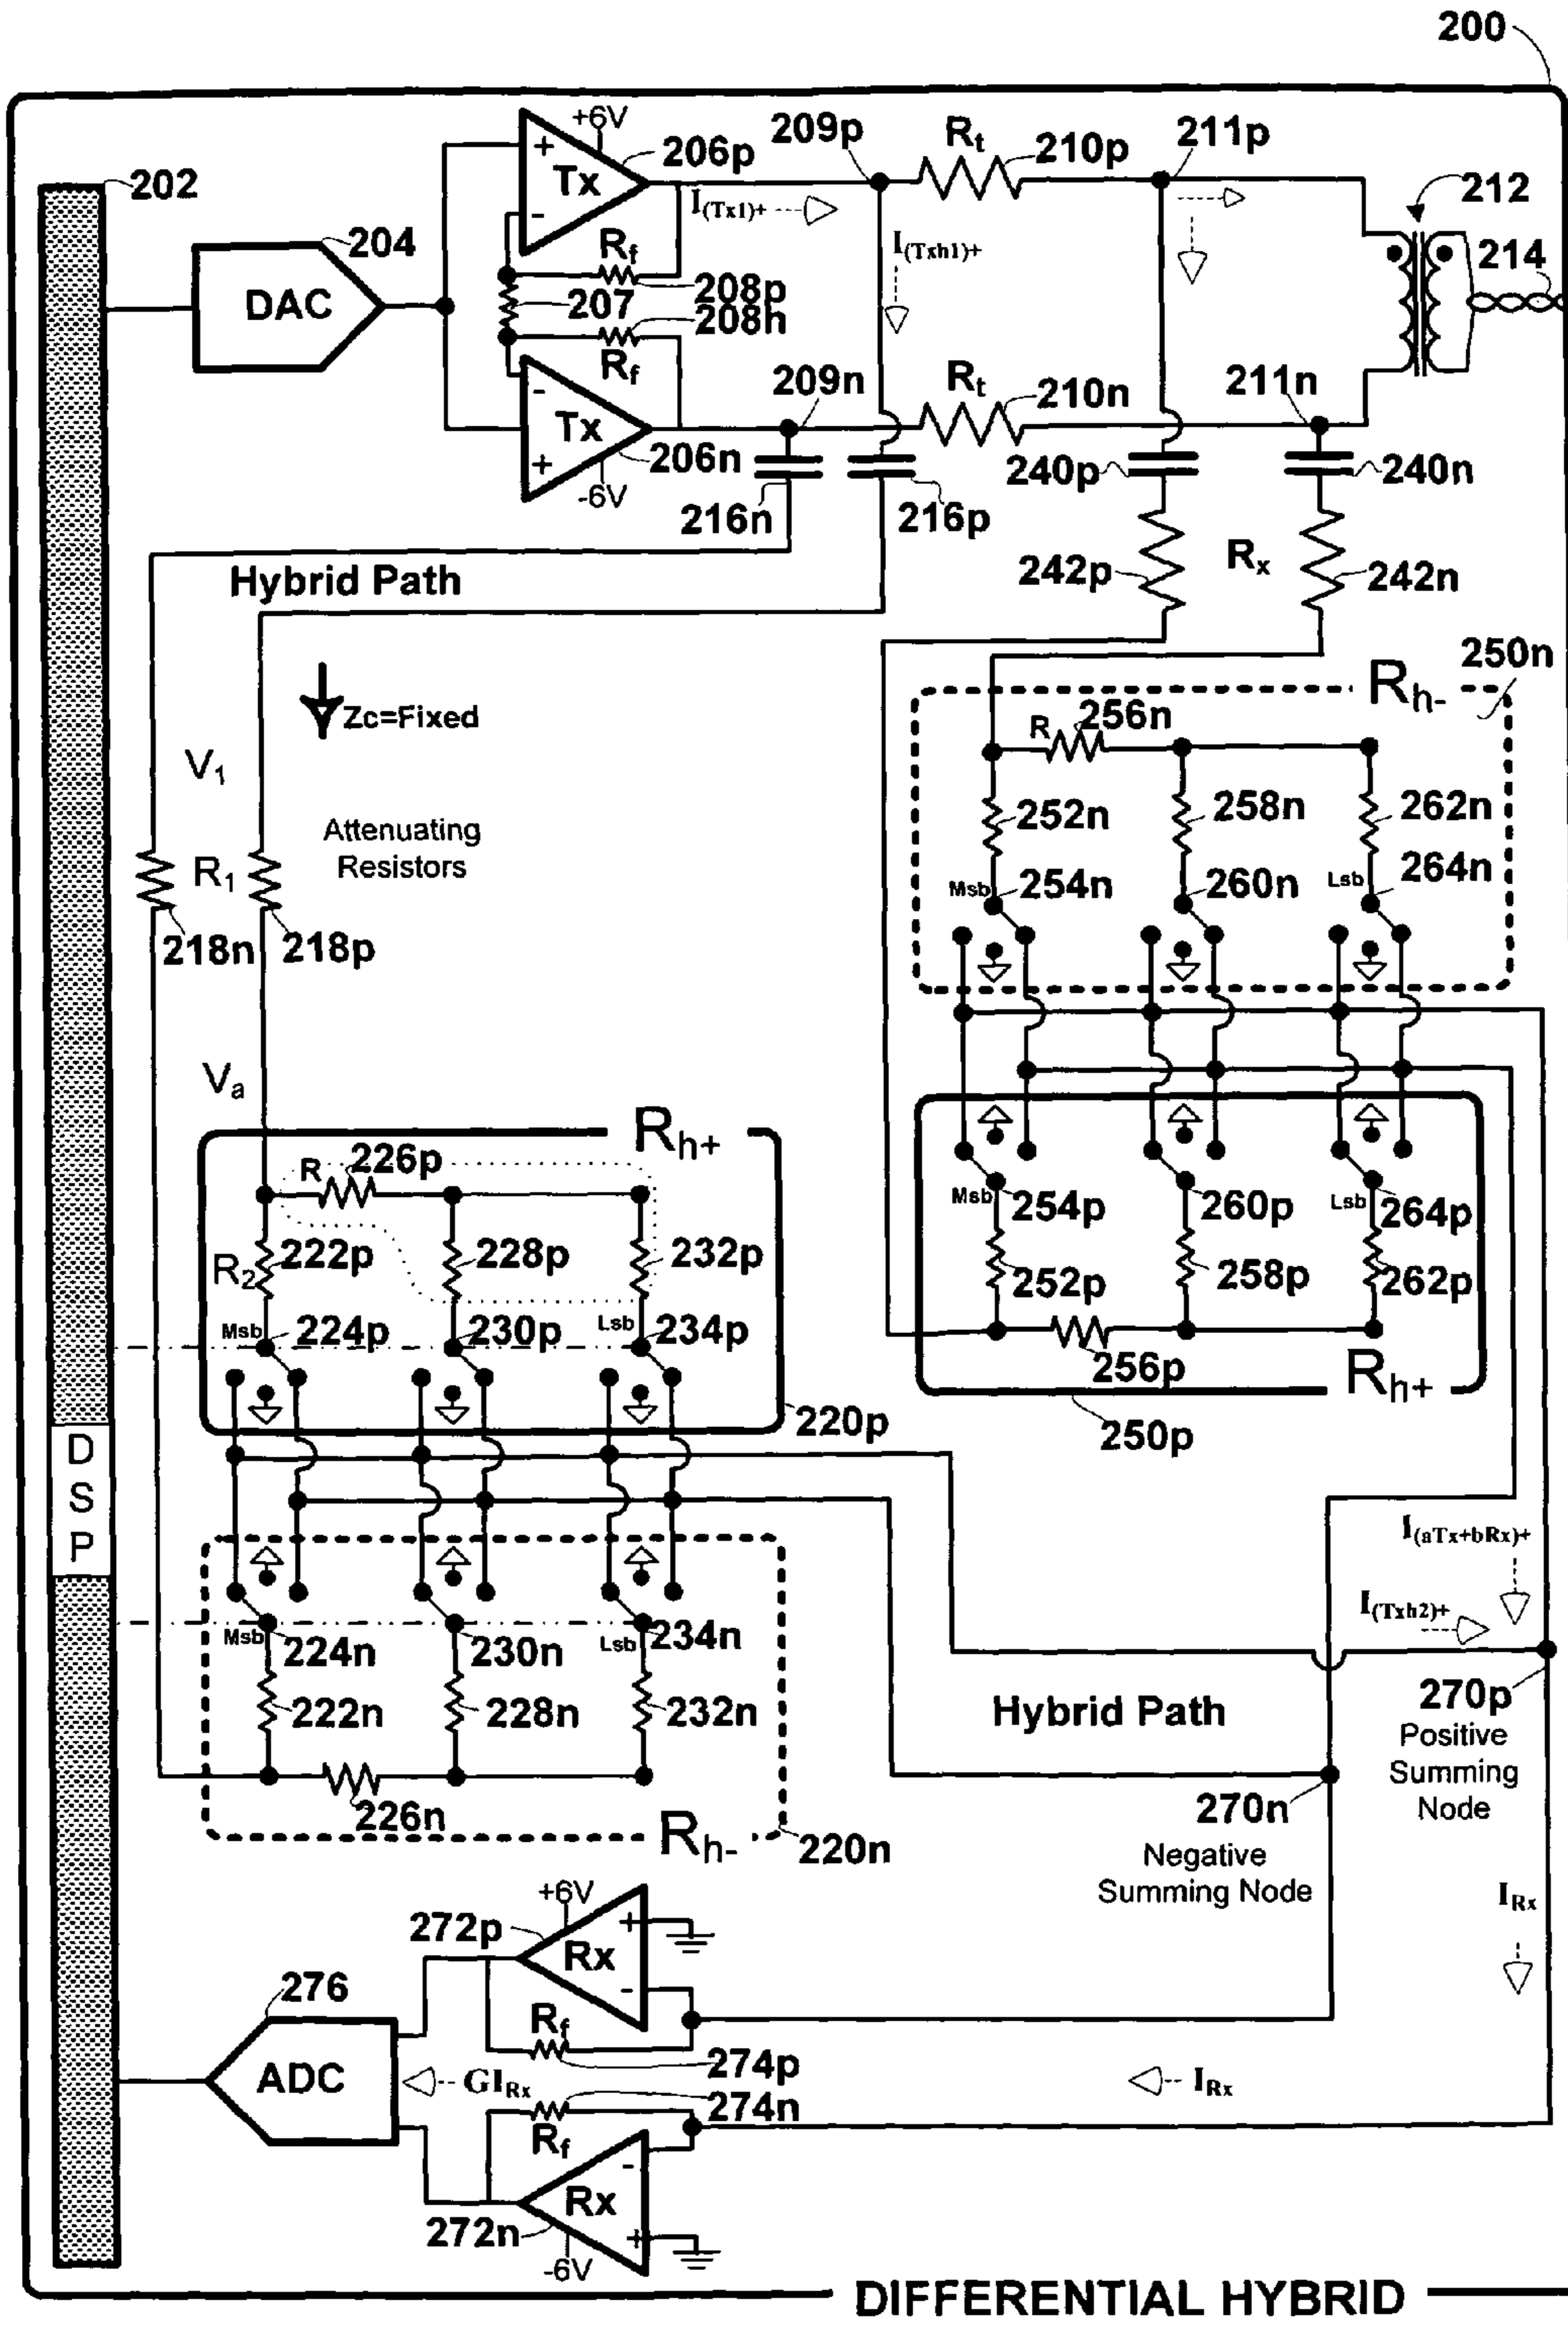 200
202
204
DAC
+6V
+
Tx
-
206p
Rf
208p
207
208n
Rf
-
Tx
+
-6V
206n
I(Tx1)+
209p
Rt
210p
211p
212
214
I(Txh1)+
209n
Rt
210n
211n
216n
216p
240p
240n
Hybrid Path
242p
Rx
242n
Zc=Fixed
V1
Attenuating
Resistors
R1
218n
218p
Va
Rh-
250n
R
256n
252n
258n
262n
Msb
254n
260n
Lsb
264n
Rh+
R
226p
R2
222p
228p
232p
Msb
224p
230p
Lsb
234p
220p
Msb
254p
260p
Lsb
264p
252p
258p
262p
256p
Rh+
250p
D
S
P
Msb
224n
230n
Lsb
234n
222n
228n
232n
226n
Rh-
220n
I(aTx+bRx)+
I(Txh2)+
Hybrid Path
270p
Positive
Summing
Node
270n
Negative
Summing Node
IRx
+6V
272p
+
Rx
-
276
Rf
274p
ADC
GIRx
IRx
274n
Rf
-
Rx
+
272n
-6V
DIFFERENTIAL HYBRID